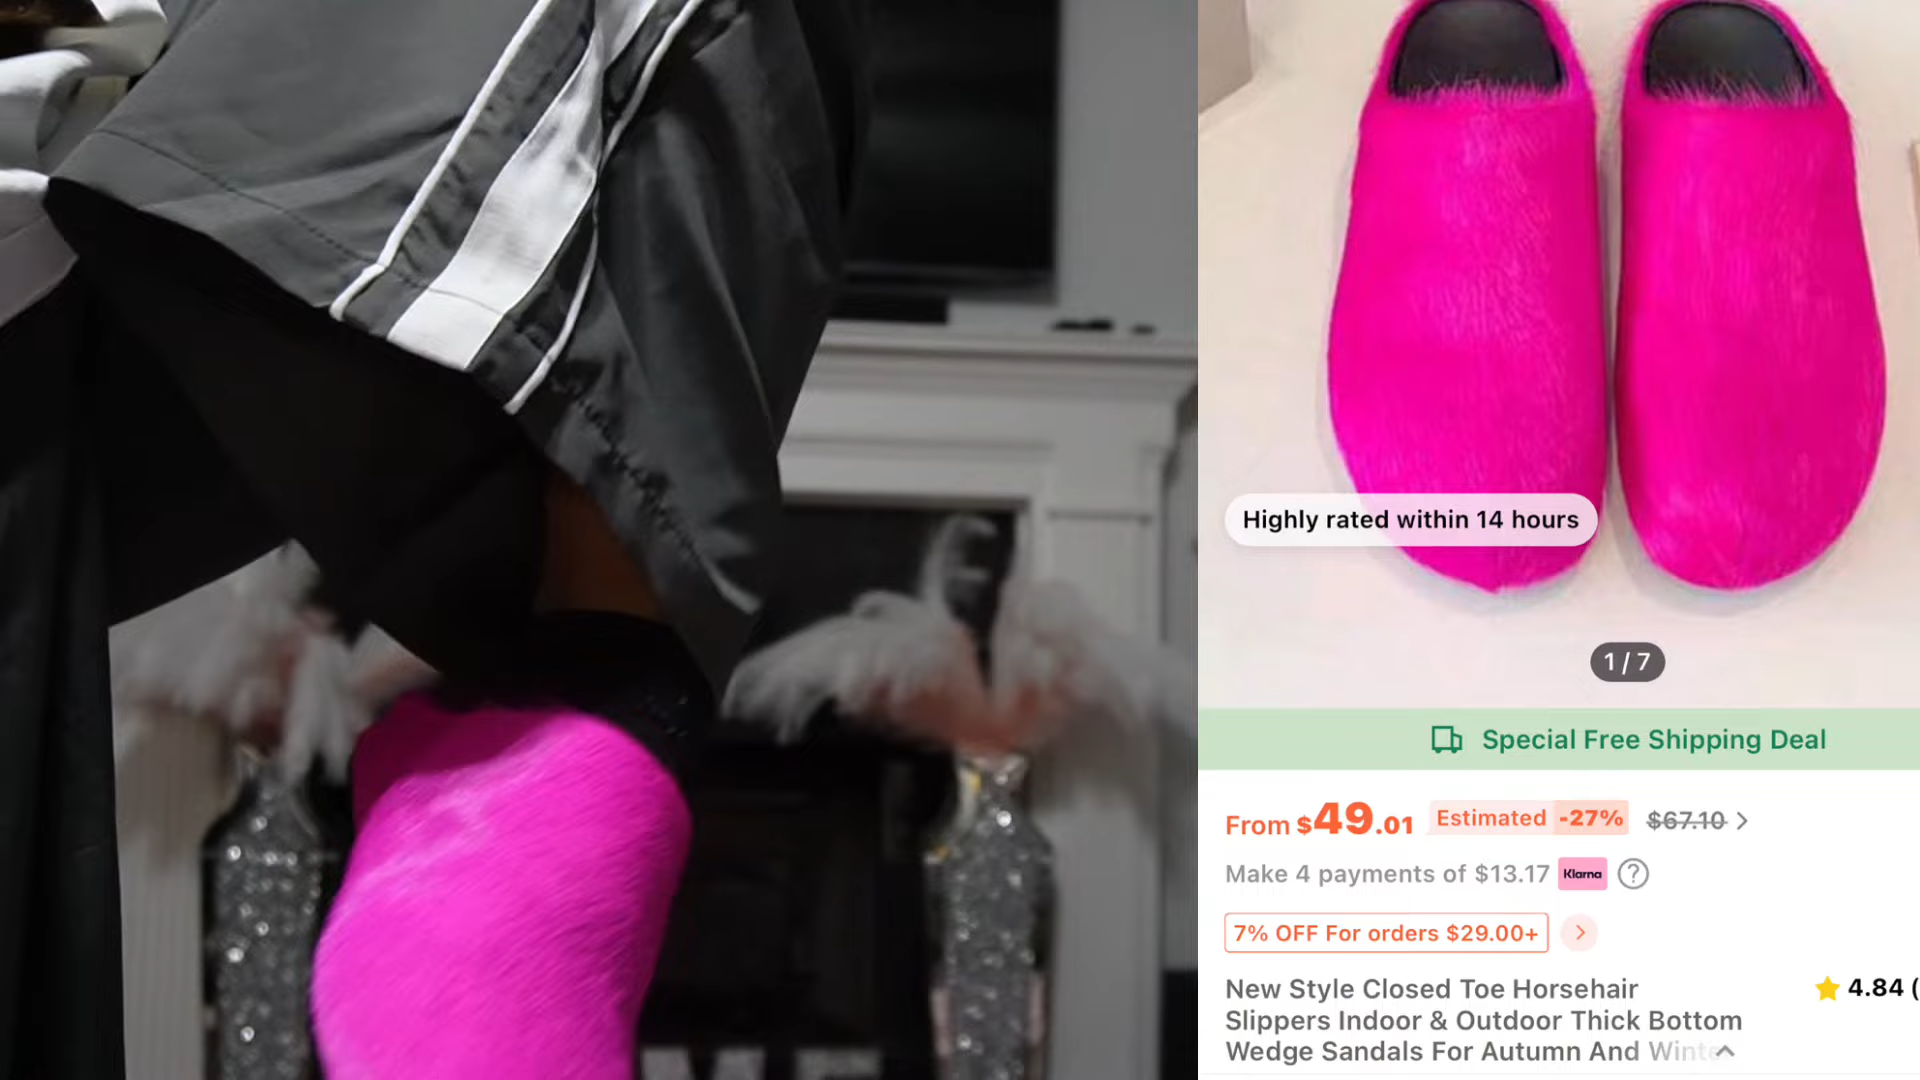 Highly rated within 14 hours
1/7
Special Free Shipping Deal
From $49.01 Estimated -27% $67.10
Make 4 payments of $13.17 Klarna
7% OFF For orders $29.00+
New Style Closed Toe Horsehair
4.84 (
Slippers Indoor & Outdoor Thick Bottom
Wedge Sandals For Autumn And